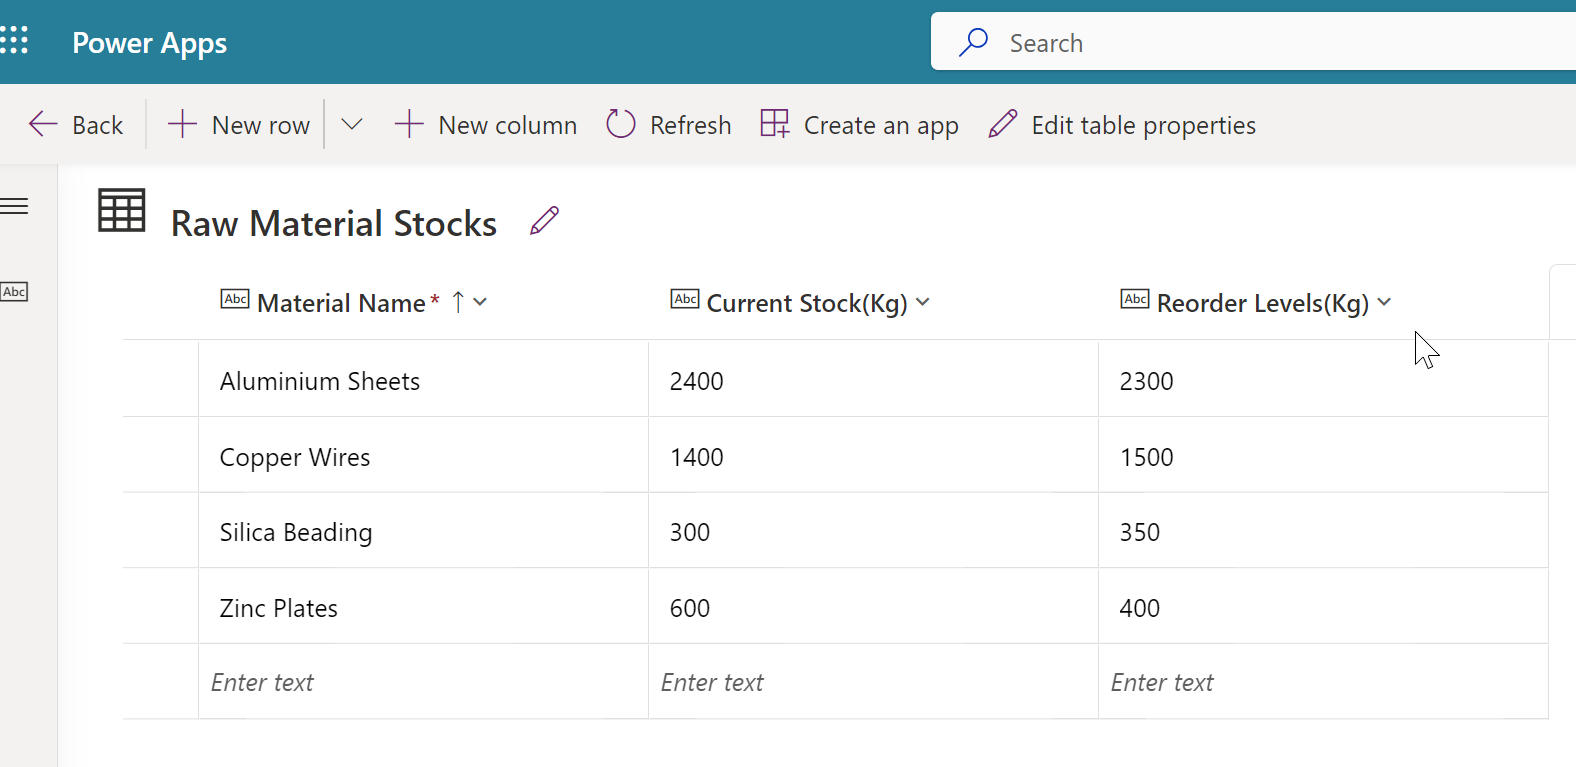 Power Apps
Search
Back
New row
New column
Refresh
Create an app
Edit table properties
Raw Material Stocks
Abc
Abc Material Name* ↑
Abc Current Stock(Kg)
Abc Reorder Levels(Kg)
Aluminium Sheets 2400 2300
Copper Wires 1400 1500
Silica Beading 300 350
Zinc Plates 600 400
Enter text Enter text Enter text